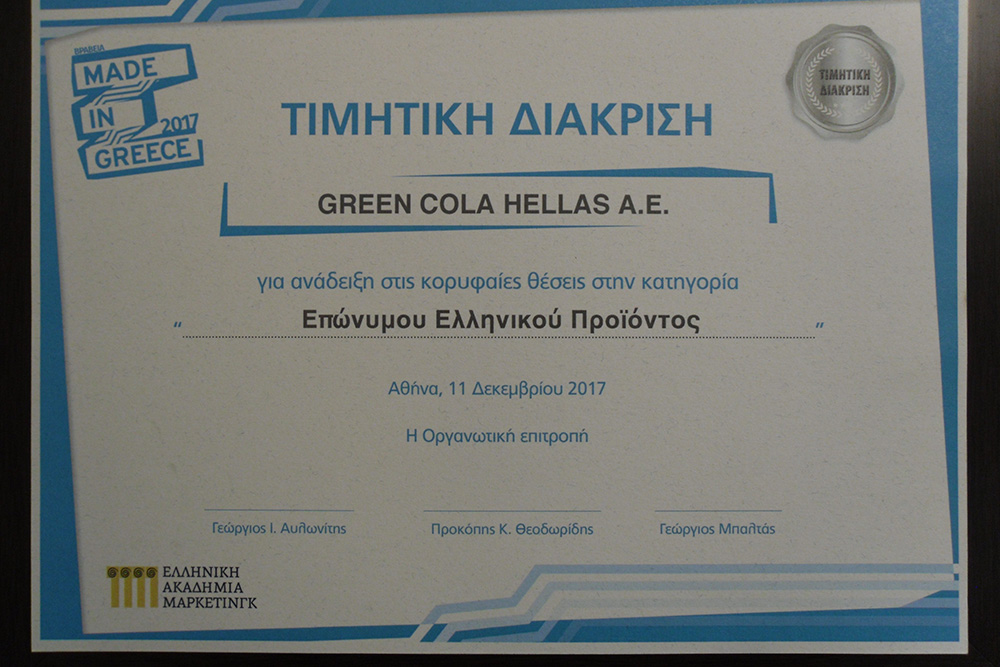 ΒΡΑΒΕΙΑ
MADE
IN
2017
GREECE
ΤΙΜΗΤΙΚΗ
ΔΙΑΚΡΙΣΗ
ΤΙΜΗΤΙΚΗ ΔΙΑΚΡΙΣΗ
GREEN COLA HELLAS A.E.
για ανάδειξη στις κορυφαίες θέσεις στην κατηγορία
“ Επώνυμου Ελληνικού Προϊόντος ”
Αθήνα, 11 Δεκεμβρίου 2017
Η Οργανωτική επιτροπή
Γεώργιος Ι. Αυλωνίτης Προκόπης Κ. Θεοδωρίδης Γεώργιος Μπαλτάς
ΕΛΛΗΝΙΚΗ
ΑΚΑΔΗΜΙΑ
ΜΑΡΚΕΤΙΝΓΚ